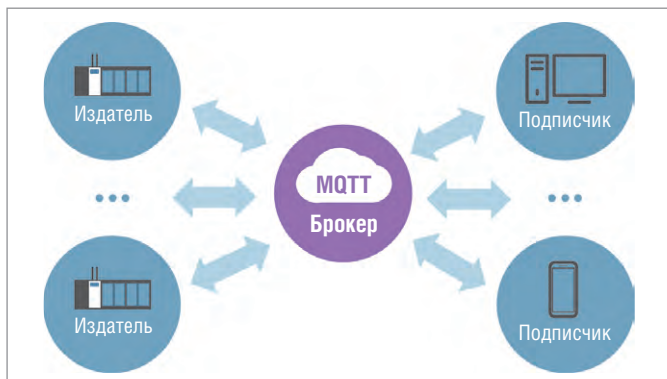 Издатель
Подписчик
MQTT
Брокер
Издатель
Подписчик